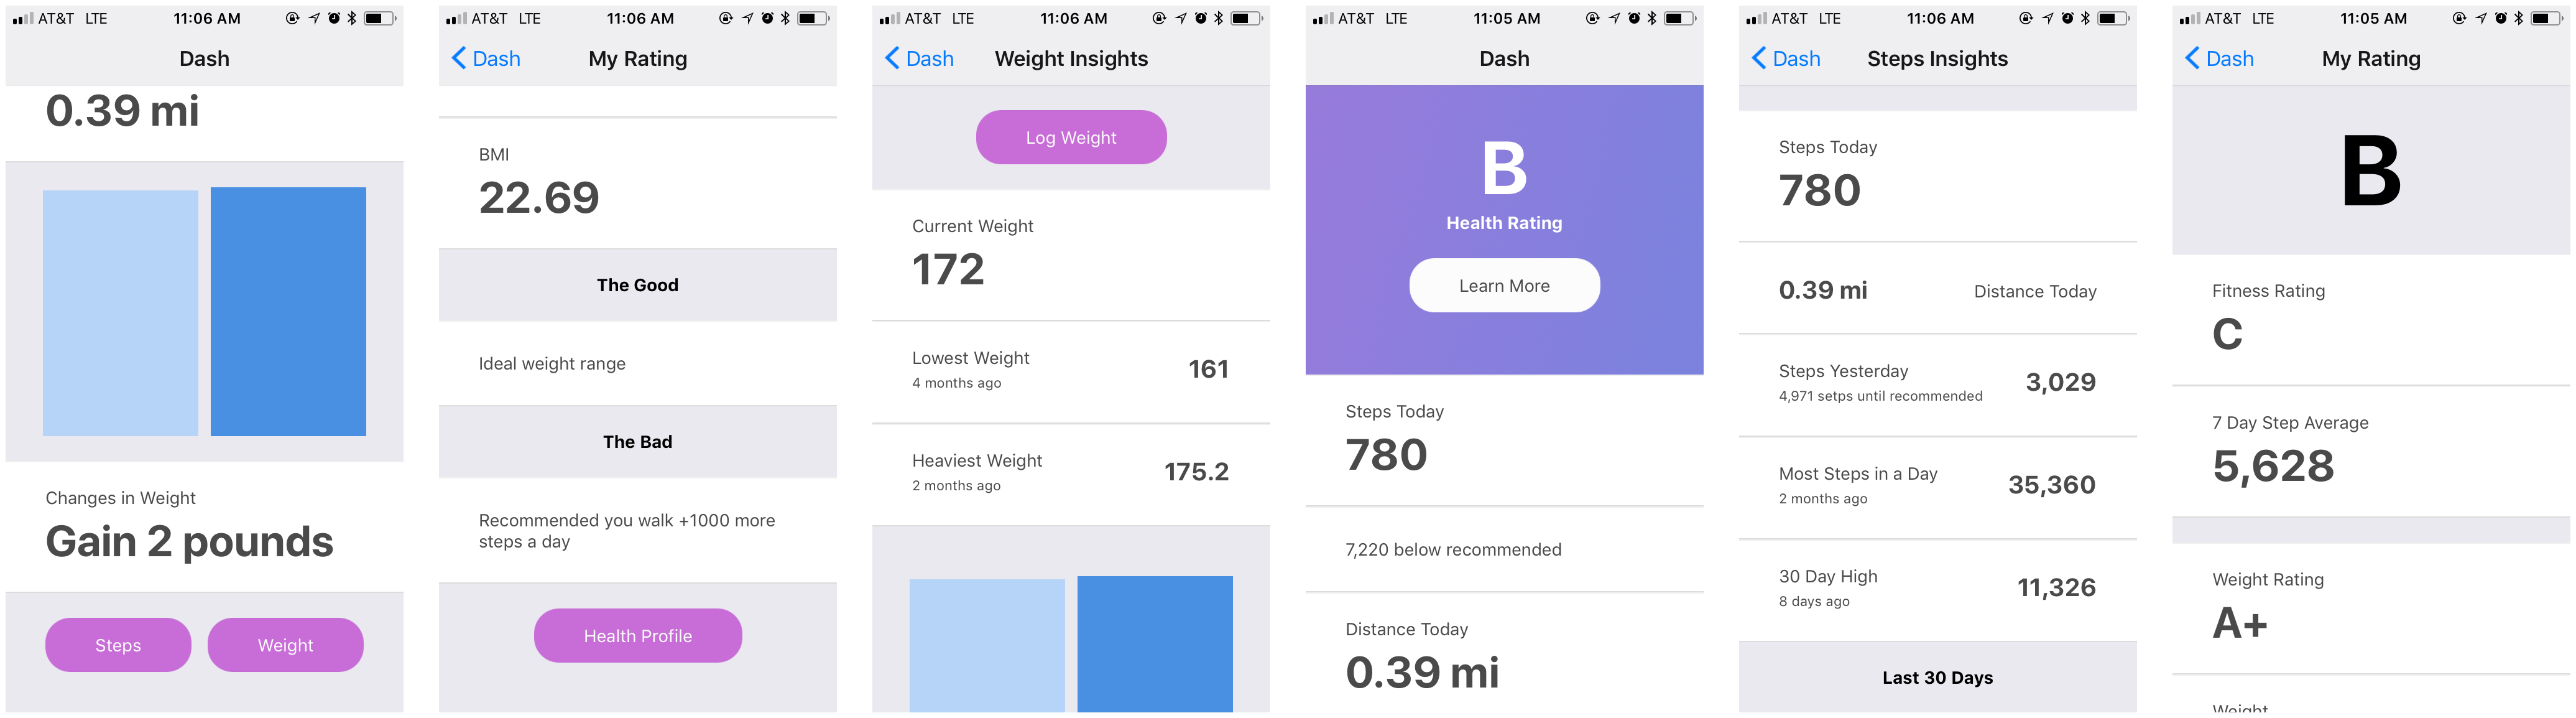 AT&T LTE 11:06 AM
Dash
0.39 mi
Changes in Weight
Gain 2 pounds
Steps Weight
AT&T LTE 11:06 AM
Dash My Rating
BMI
22.69
The Good
Ideal weight range
The Bad
Recommended you walk +1000 more
steps a day
Health Profile
AT&T LTE 11:06 AM
Dash Weight Insights
Log Weight
Current Weight
172
Lowest Weight
4 months ago
161
Heaviest Weight
2 months ago
175.2
AT&T LTE 11:05 AM
Dash
B
Health Rating
Learn More
Steps Today
780
7,220 below recommended
Distance Today
0.39 mi
AT&T LTE 11:06 AM
Dash Steps Insights
Steps Today
780
0.39 mi Distance Today
Steps Yesterday
4,971 setps until recommended
3,029
Most Steps in a Day
2 months ago
35,360
30 Day High
8 days ago
11,326
Last 30 Days
AT&T LTE 11:05 AM
Dash My Rating
B
Fitness Rating
C
7 Day Step Average
5,628
Weight Rating
A+
Weight